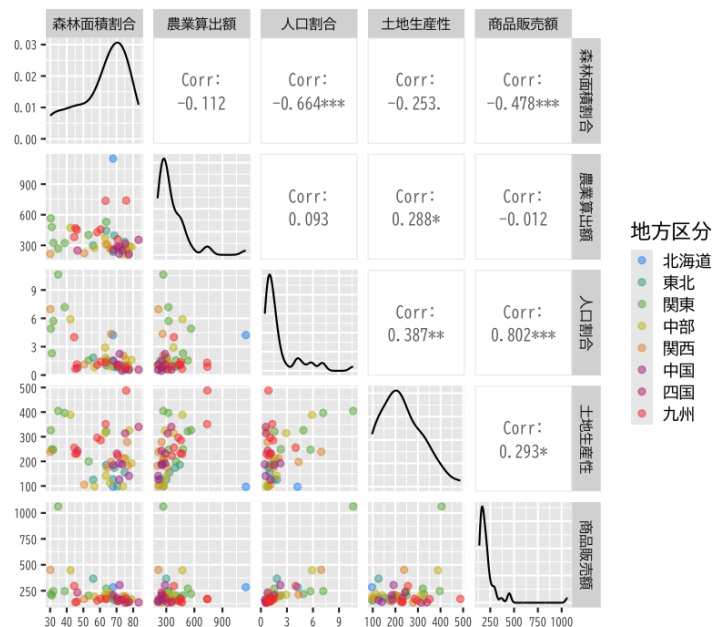 森林面積割合 農業算出額 人口割合 土地生産性 商品販売額
0.03
0.02
0.01
0.00
Corr:
-0.112
Corr:
-0.664***
Corr:
-0.253.
Corr:
-0.478***
森林面積割合
900
600
300
Corr:
0.093
Corr:
0.288*
Corr:
-0.012
農業算出額
9
6
3
0
Corr:
0.387**
Corr:
0.802***
人口割合
500
400
300
200
100
Corr:
0.293*
土地生産性
1000
750
500
250
商品販売額
30 40 50 60 70 80 300 600 900 0 3 6 9 100 200 300 400 500 250 500 750 1000
地方区分
北海道
東北
関東
中部
関西
中国
四国
九州